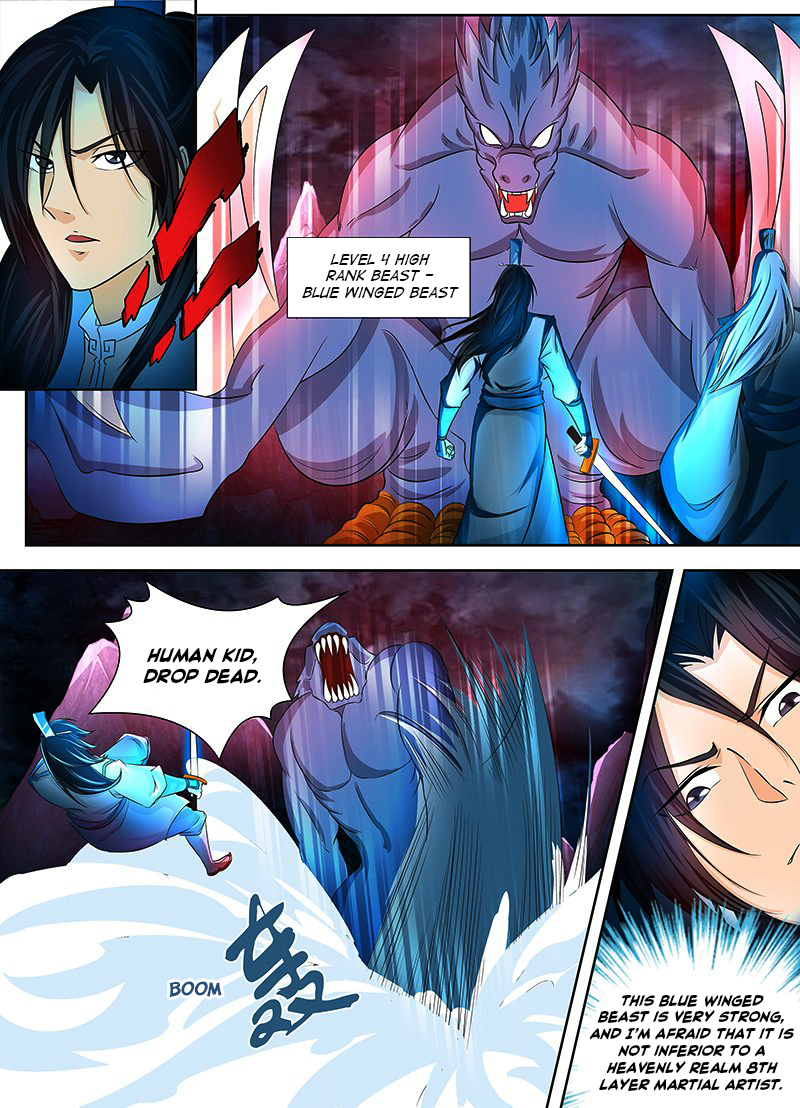 LEVEL 4 HIGH
RANK BEAST –
BLUE WINGED BEAST
HUMAN KID,
DROP DEAD.
BOOM
THIS BLUE WINGED
BEAST IS VERY STRONG,
AND I'M AFRAID THAT IT IS
NOT INFERIOR TO A
HEAVENLY REALM 8TH
LAYER MARTIAL ARTIST.